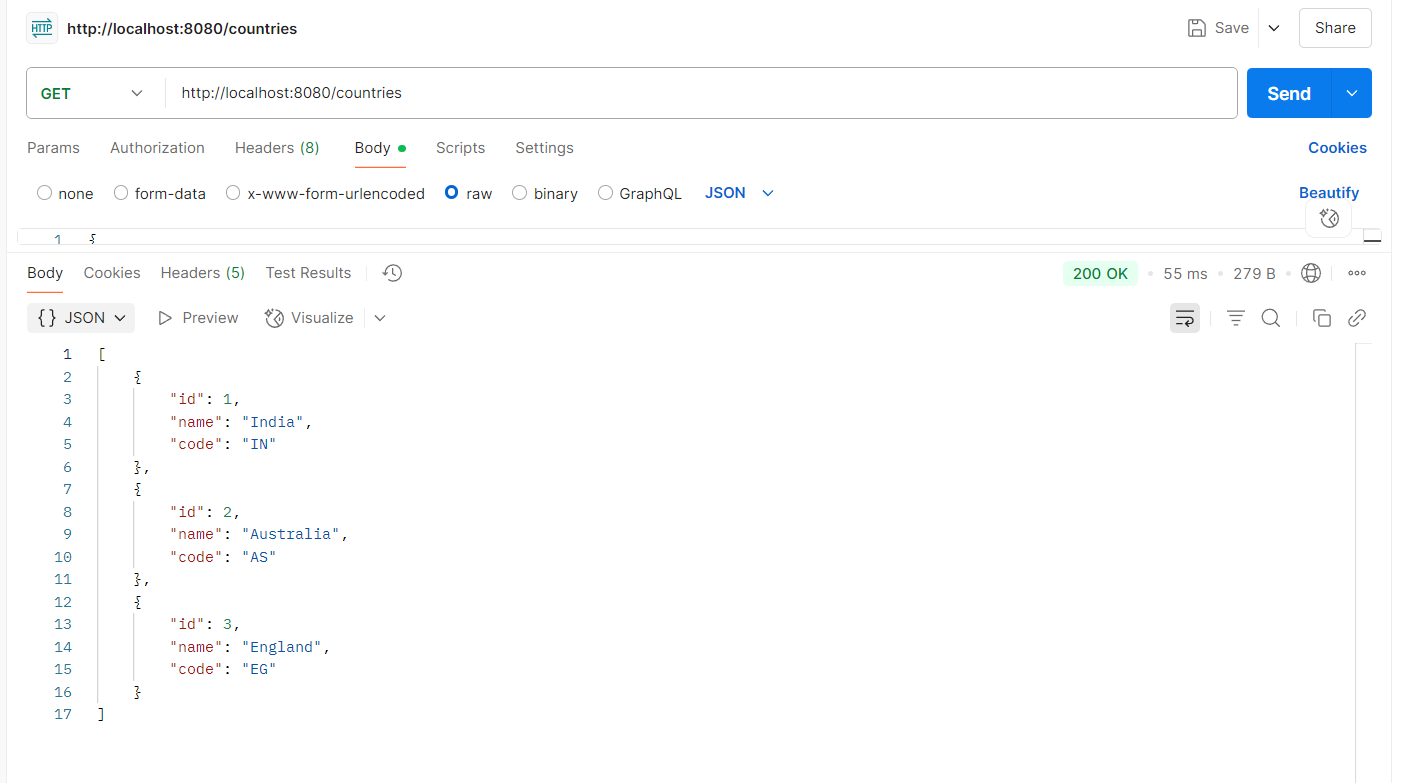 HTTP http://localhost:8080/countries Save Share
GET http://localhost:8080/countries Send
Params Authorization Headers (8) Body Scripts Settings Cookies
none form-data x-www-form-urlencoded raw binary GraphQL JSON Beautify
1 {
Body Cookies Headers (5) Test Results 200 OK 55 ms 279 B
{} JSON Preview Visualize
1 [
2 {
3 "id": 1,
4 "name": "India",
5 "code": "IN"
6 },
7 {
8 "id": 2,
9 "name": "Australia",
10 "code": "AS"
11 },
12 {
13 "id": 3,
14 "name": "England",
15 "code": "EG"
16 }
17 ]